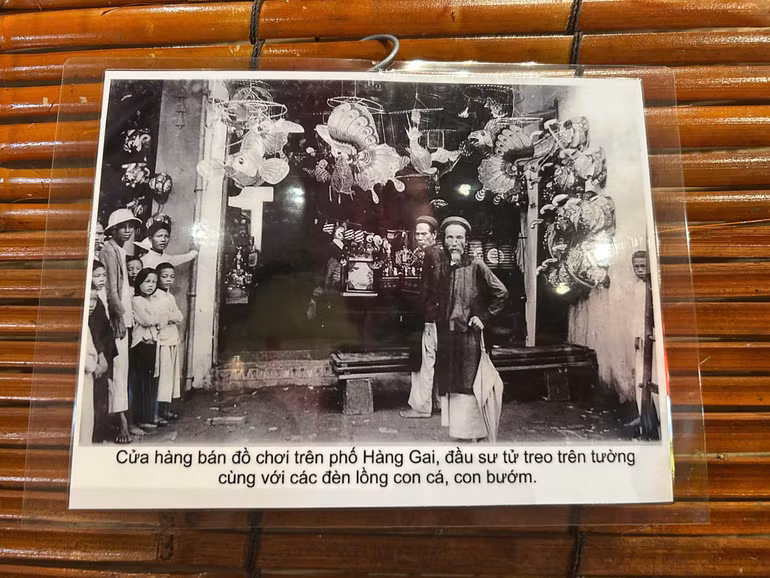 Cửa hàng bán đồ chơi trên phố Hàng Gai, đầu sư tử treo trên tường
cùng với các đèn lồng con cá, con bướm.